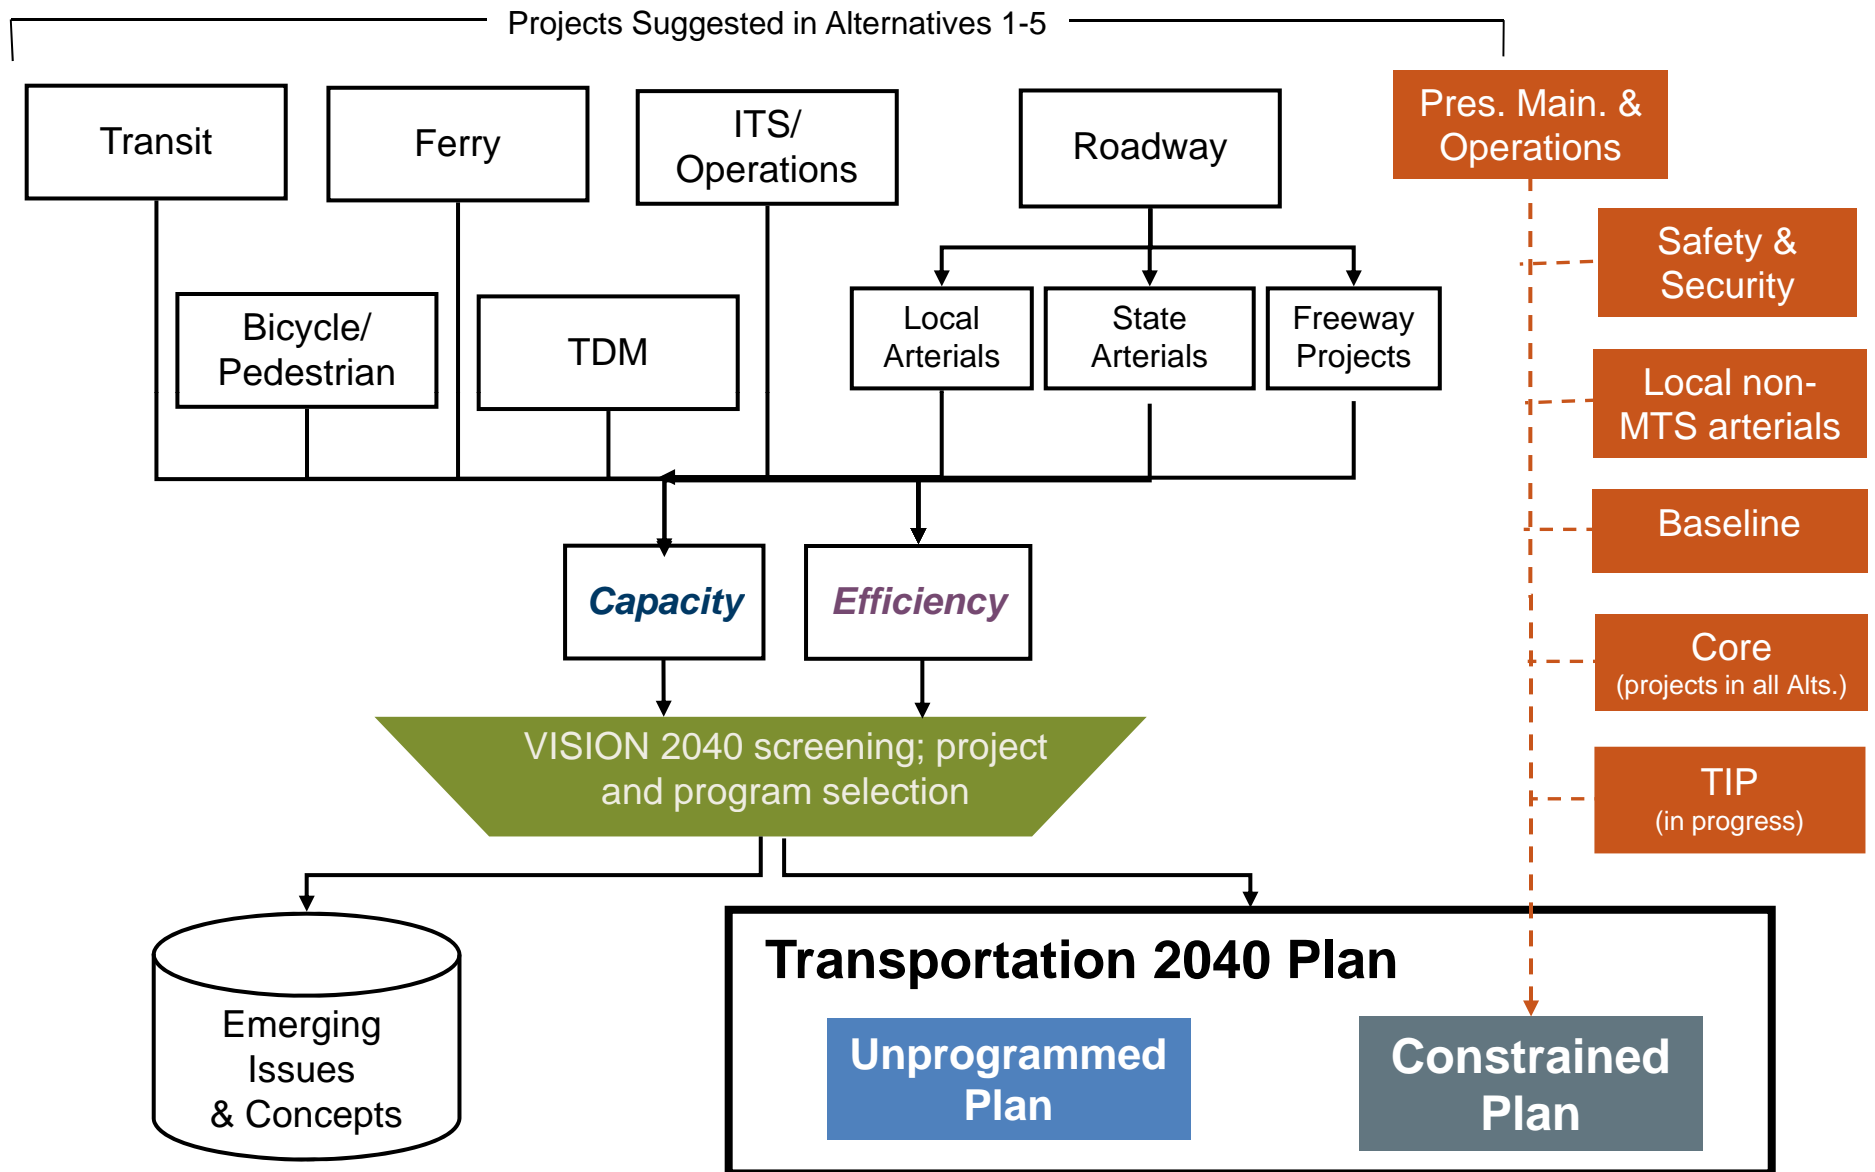 Projects Suggested in Alternatives 1-5
Transit
Ferry
ITS/
Operations
Roadway
Pres. Main. &
Operations
Bicycle/
Pedestrian
TDM
Local
Arterials
State
Arterials
Freeway
Projects
Safety &
Security
Local non-
MTS arterials
Baseline
Core
(projects in all Alts.)
TIP
(in progress)
Capacity
Efficiency
VISION 2040 screening; project
and program selection
Emerging
Issues
& Concepts
Transportation 2040 Plan
Unprogrammed
Plan
Constrained
Plan